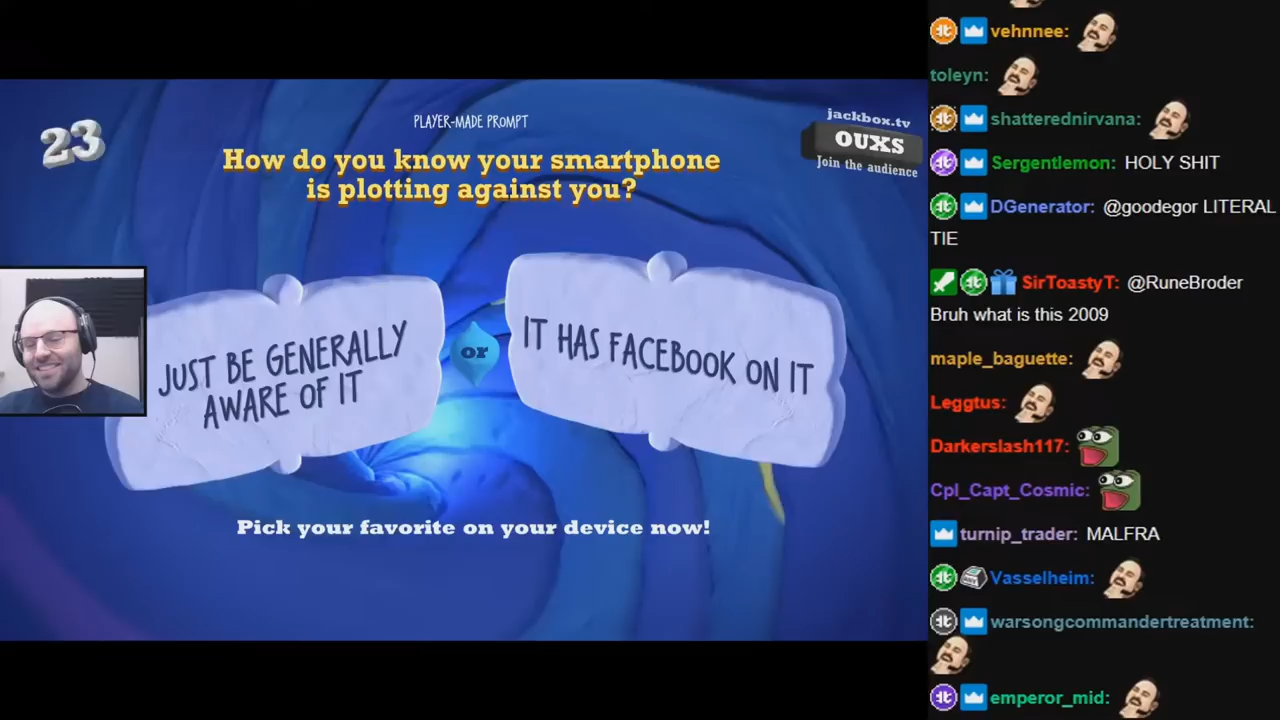 23
PLAYER-MADE PROMPT
How do you know your smartphone
is plotting against you?
jackbox.tv
OUXS
Join the audience
JUST BE GENERALLY
AWARE OF IT
or
IT HAS FACEBOOK ON IT
Pick your favorite on your device now!
vehnnee:
toleyn:
shatterednirvana:
Sergentlemon: HOLY SHIT
DGenerator: @goodegor LITERAL
TIE
SirToastyT: @RuneBroder
Bruh what is this 2009
maple_baguette:
Leggtus:
Darkerslash117:
Cpl_Capt_Cosmic:
turnip_trader: MALFRA
Vasselheim:
warsongcommandertreatment:
emperor_mid: